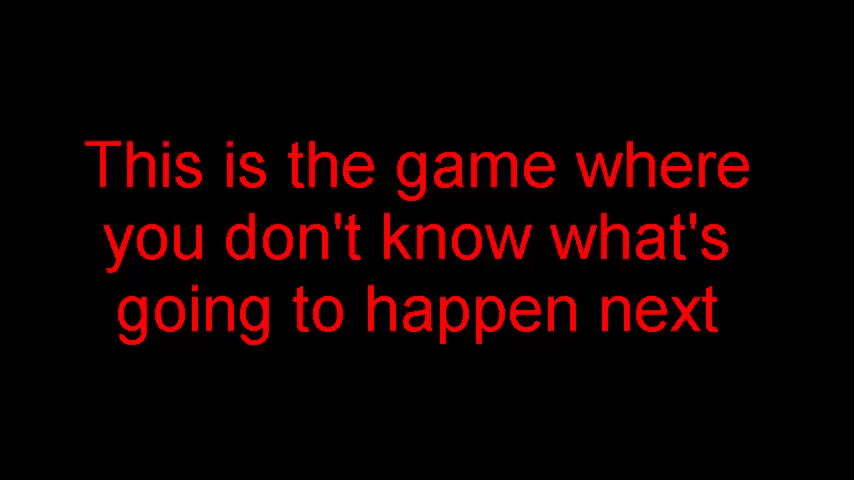 This is the game where
you don't know what's
going to happen next